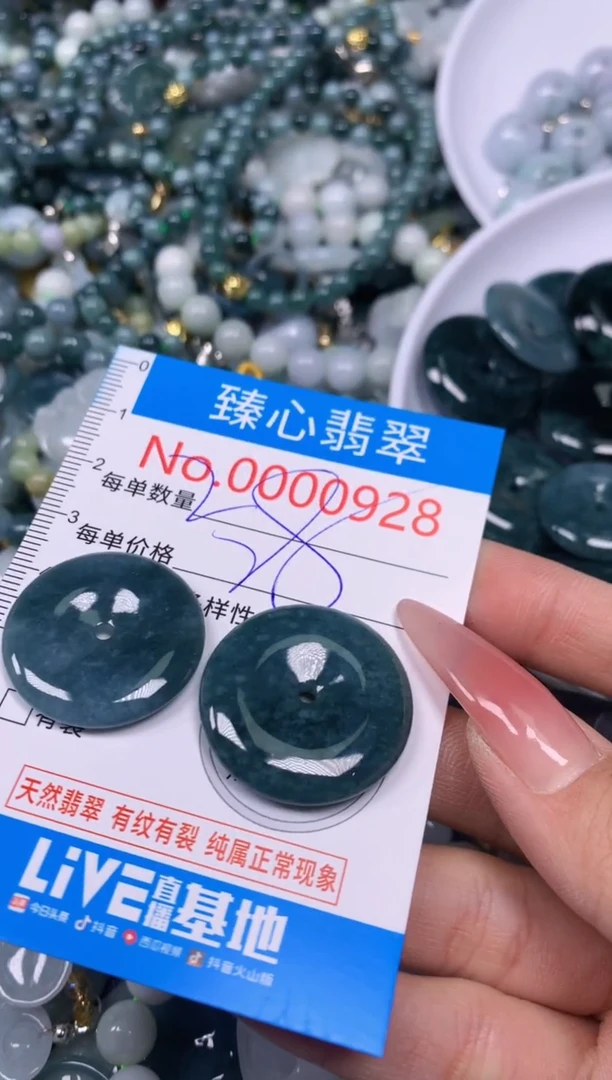 0
1
臻心翡翠
No.0000928
2
每单数量
3
每单价格
样性
有裂
天然翡翠 有纹有裂 纯属正常现象
LiVE直播基地
今日头条 抖音 西瓜视频 抖音火山版